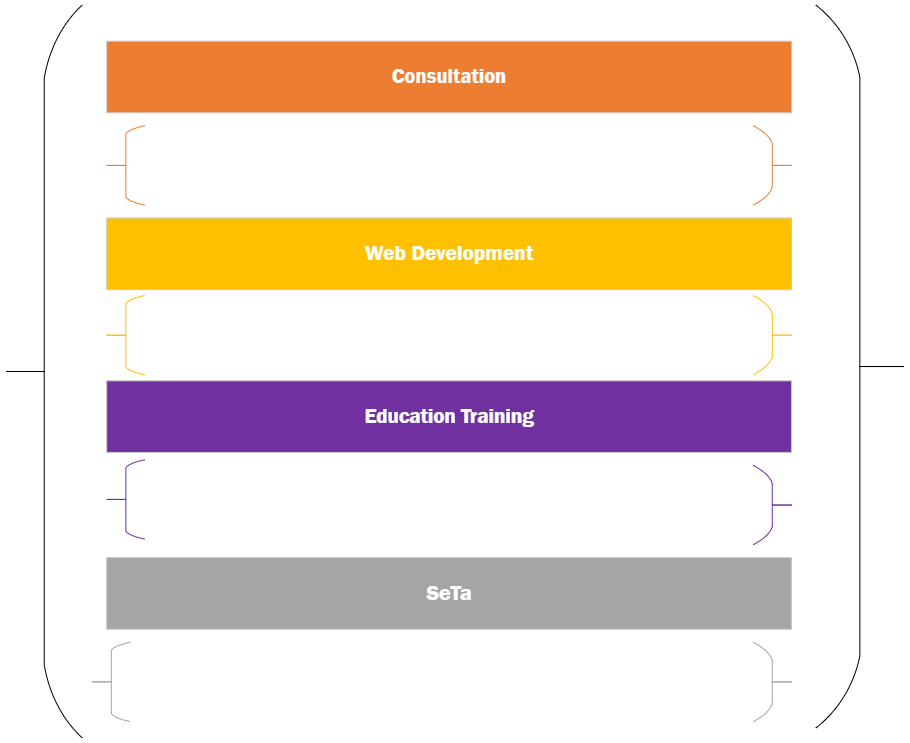 Consultation
Web Development
Education Training
SeTa